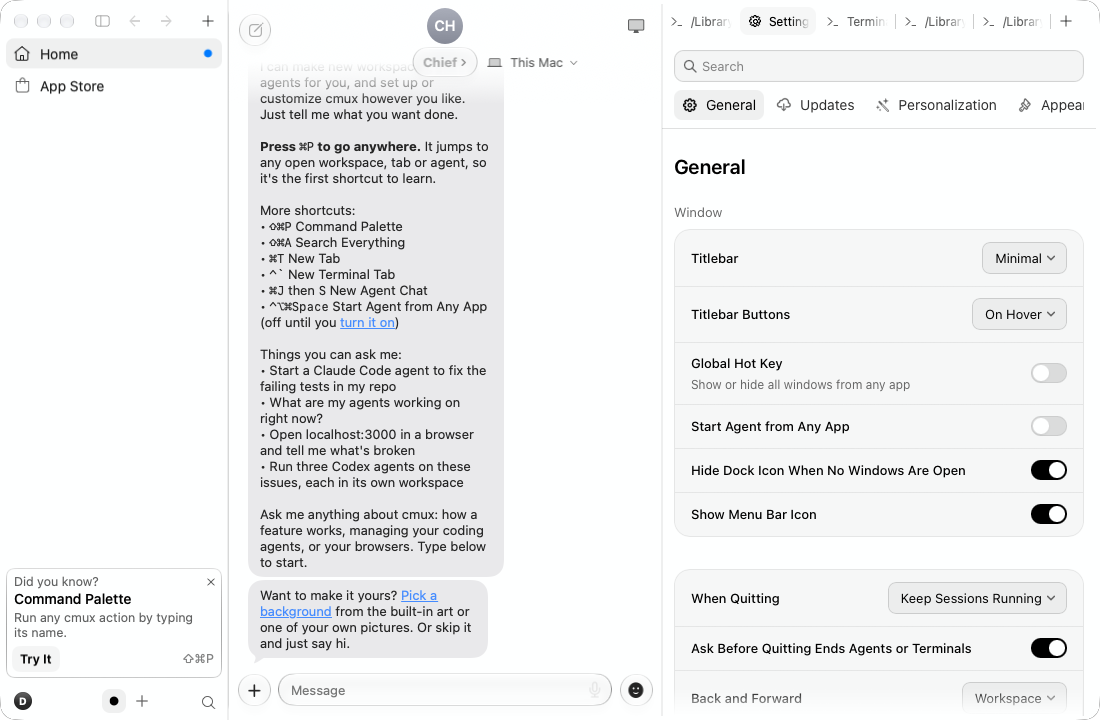 Home
App Store
Did you know?
Command Palette
Run any cmux action by typing
its name.
Try It
⇧⌘P
D
CH
Chief
This Mac
agents for you, and set up or
customize cmux however you like.
Just tell me what you want done.
Press ⌘P to go anywhere. It jumps to
any open workspace, tab or agent, so
it's the first shortcut to learn.
More shortcuts:
• ⇧⌘P Command Palette
• ⇧⌘A Search Everything
• ⌘T New Tab
• ^` New Terminal Tab
• ⌘J then S New Agent Chat
• ^⌥⌘Space Start Agent from Any App
(off until you turn it on)
Things you can ask me:
• Start a Claude Code agent to fix the
failing tests in my repo
• What are my agents working on
right now?
• Open localhost:3000 in a browser
and tell me what's broken
• Run three Codex agents on these
issues, each in its own workspace
Ask me anything about cmux: how a
feature works, managing your coding
agents, or your browsers. Type below
to start.
Want to make it yours? Pick a
background from the built-in art or
one of your own pictures. Or skip it
and just say hi.
Message
/Library
Setting
Termin
/Library
/Library
Search
General
Updates
Personalization
Appear
General
Window
Titlebar
Minimal
Titlebar Buttons
On Hover
Global Hot Key
Show or hide all windows from any app
Start Agent from Any App
Hide Dock Icon When No Windows Are Open
Show Menu Bar Icon
When Quitting
Keep Sessions Running
Ask Before Quitting Ends Agents or Terminals
Back and Forward
Workspace